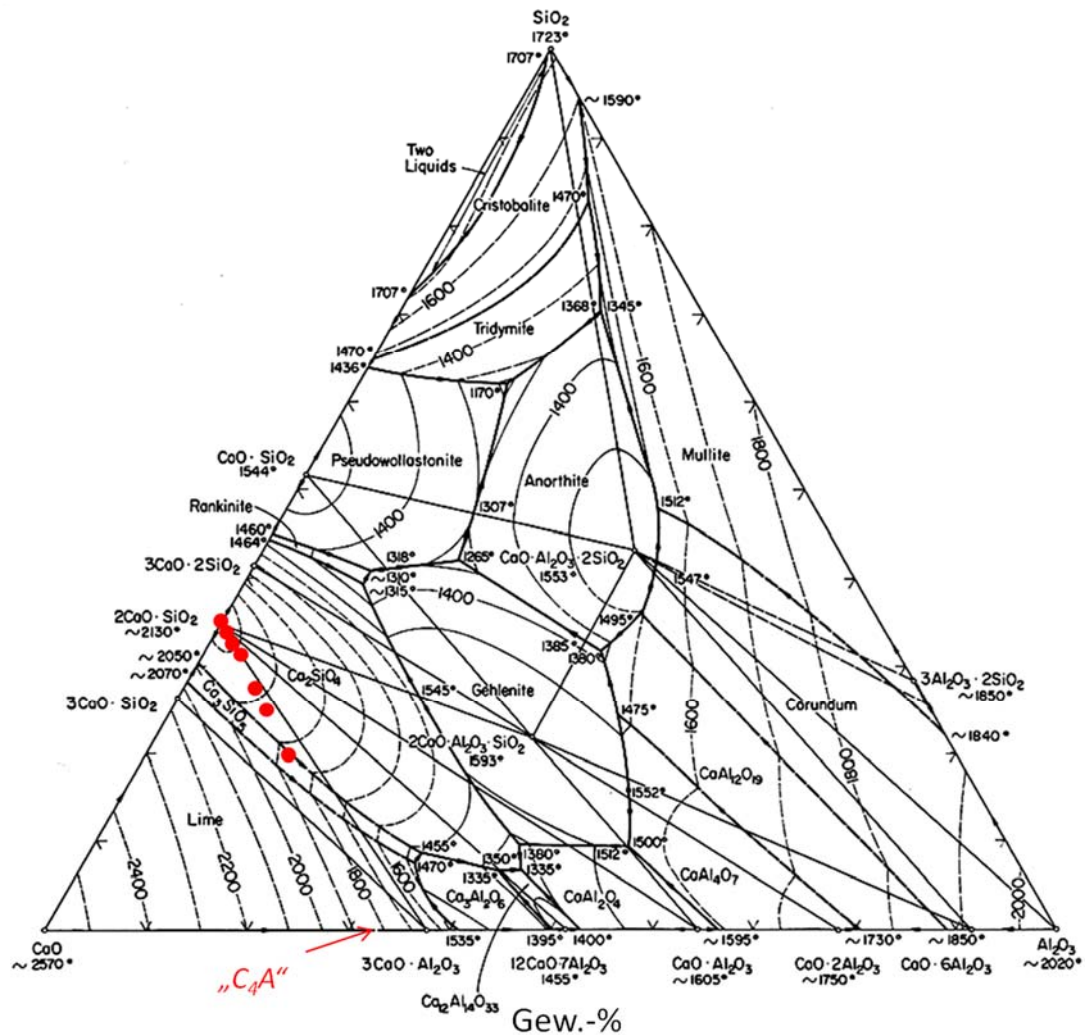 SiO₂
1723°
1707°
~1590°
Two
Liquids
1470°
Cristobalite
1707°
1600
1368°
1345°
Tridymite
1470°
1436°
1400
1170°
1400
1600
1800
Mullite
CaO·SiO₂
1544°
Pseudowollastonite
Anorthite
1512°
Rankinite
1307°
1460°
1464°
1400
3CaO·2SiO₂
1318°
1265°
CaO·Al₂O₃·2SiO₂
1553°
1547°
~1310°
~1315°
1400
1495°
2CaO·SiO₂
~2130°
1385°
1380°
~2050°
~2070°
Ca₂SiO₄
3Al₂O₃·2SiO₂
~1850°
3CaO·SiO₂
Ca₃SiO₅
1545°
Gehlenite
1475°
1600
Corundum
~1840°
2CaO·Al₂O₃·SiO₂
1593°
CaAl₁₂O₁₉
1800
Lime
1552°
1455°
1470°
1350°
1380°
1512°
1500°
2400
2200
2000
1800
1600
1335°
1335°
CaAl₄O₇
Ca₃Al₂O₆
CaAl₂O₄
2000
CaO
~2570°
1535°
3CaO·Al₂O₃
1395°
1400°
12CaO·7Al₂O₃
1455°
~1595°
CaO·Al₂O₃
~1605°
~1730°
CaO·2Al₂O₃
~1750°
~1850°
CaO·6Al₂O₃
Al₂O₃
~2020°
„C₄A“
Ca₁₂Al₁₄O₃₃
Gew.-%